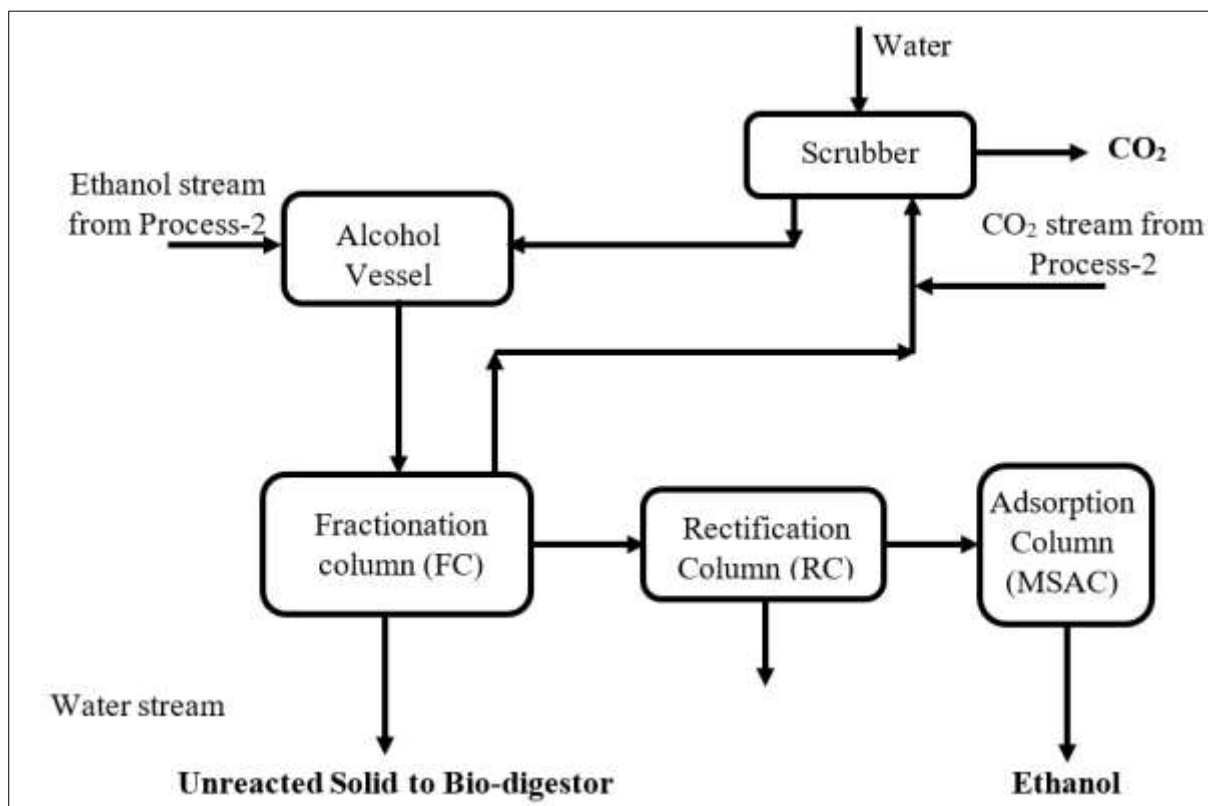 Water
Scrubber
CO₂
Ethanol stream
from Process-2
Alcohol
Vessel
CO₂ stream from
Process-2
Fractionation
column (FC)
Rectification
Column (RC)
Adsorption
Column
(MSAC)
Water stream
Unreacted Solid to Bio-digestor
Ethanol